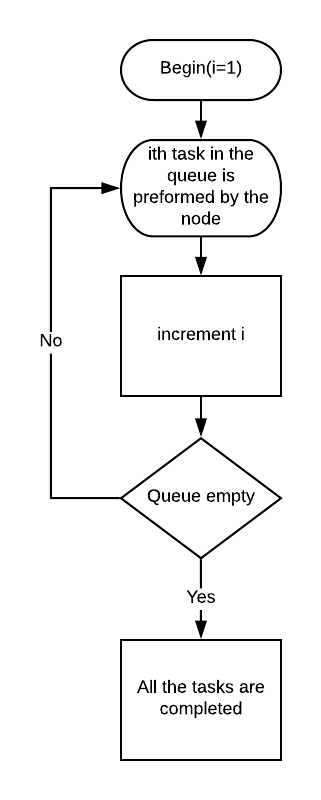 Begin(i=1)
ith task in the
queue is
preformed by the
node
increment i
No
Queue empty
Yes
All the tasks are
completed